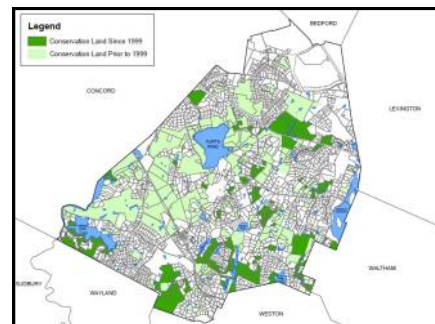 Legend
Conservation Land Since 1999
Conservation Land Prior to 1999
BEDFORD
CONCORD
LEXINGTON
WALTHAM
SUDBURY
WAYLAND
WESTON